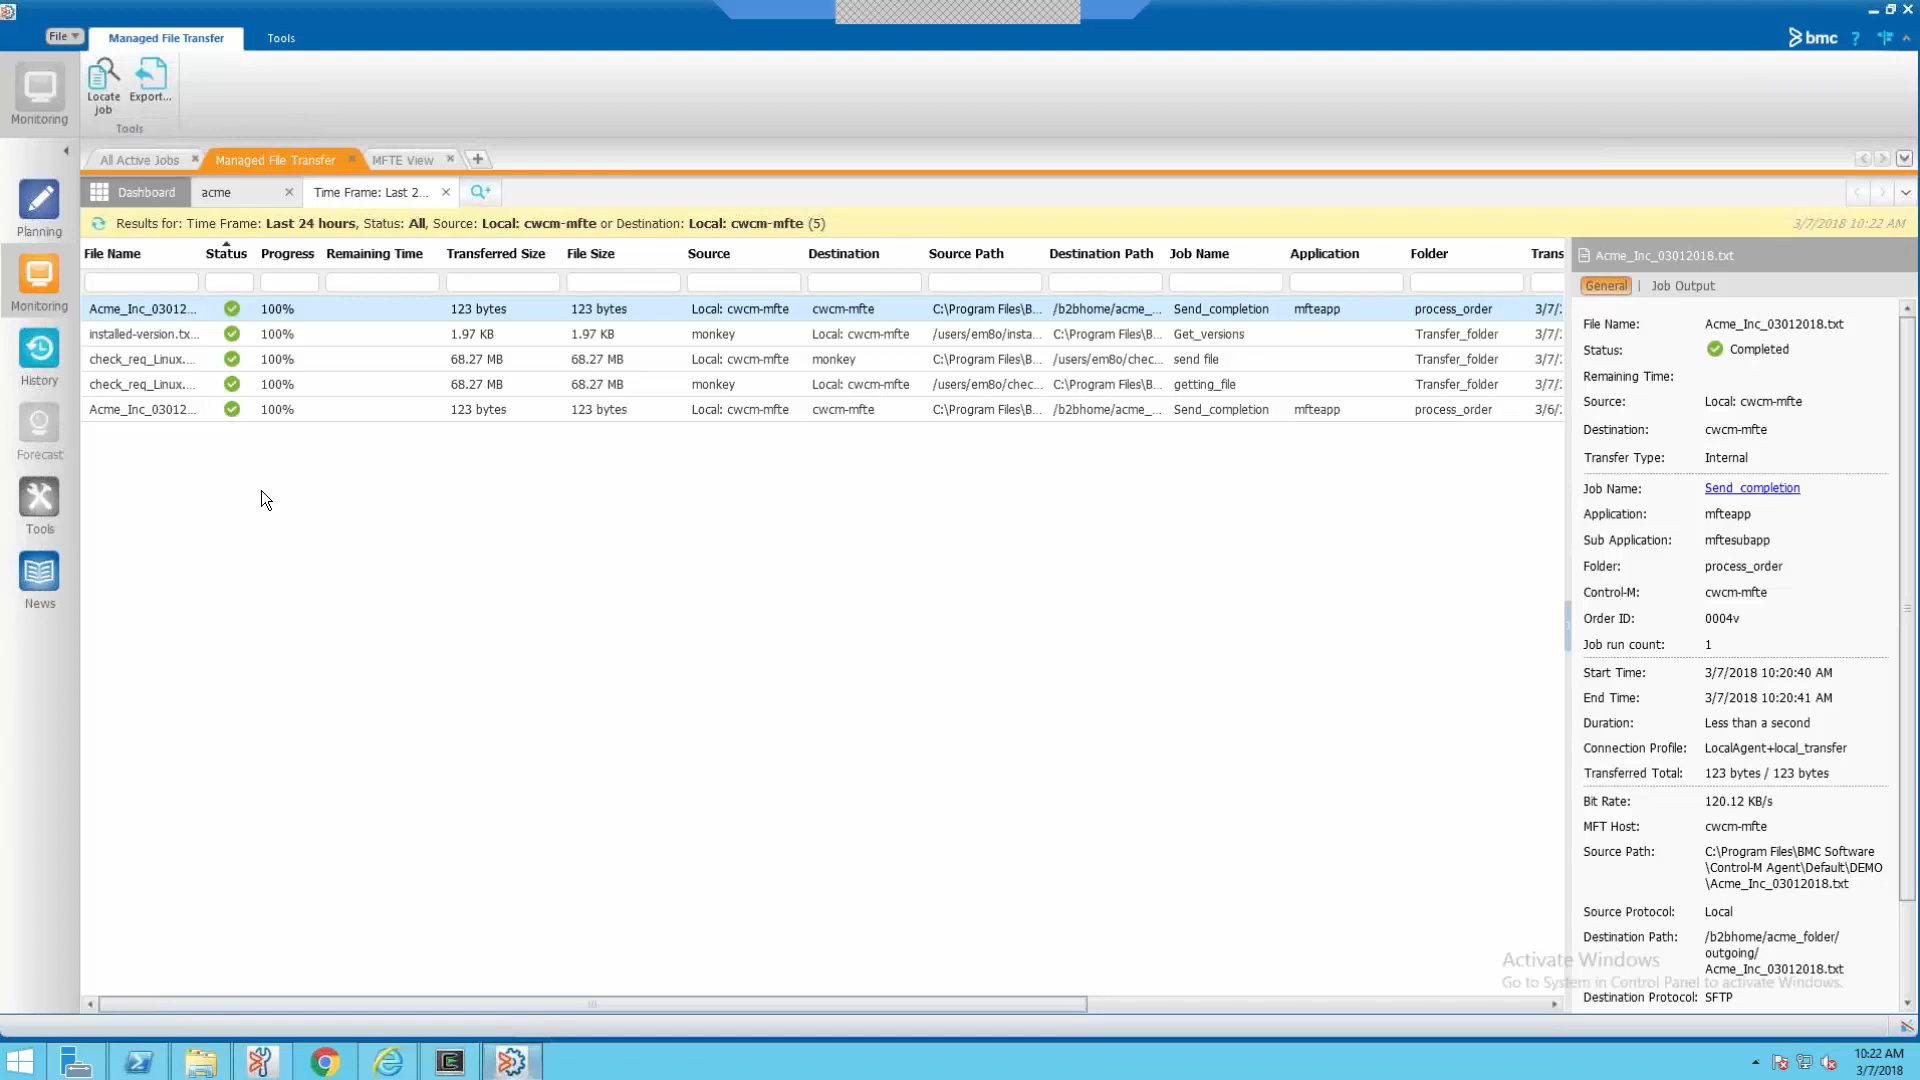 File
Managed File Transfer
Tools
bmc
?
Monitoring
Locate job
Export...
Tools
All Active Jobs
Managed File Transfer
MFTE View
Dashboard
acme
Time Frame: Last 2...
Results for: Time Frame: Last 24 hours, Status: All, Source: Local: cwcm-mfte or Destination: Local: cwcm-mfte (5)
3/7/2018 10:22 AM
File Name Status Progress Remaining Time Transferred Size File Size Source Destination Source Path Destination Path Job Name Application Folder Trans
Acme_Inc_03012... 100% 123 bytes 123 bytes Local: cwcm-mfte cwcm-mfte C:\Program Files\B... /b2bhome/acme_... Send_completion mfteapp process_order 3/7/
installed-version.tx... 100% 1.97 KB 1.97 KB monkey Local: cwcm-mfte /users/em8o/insta... C:\Program Files\B... Get_versions Transfer_folder 3/7/
check_req_Linux.... 100% 68.27 MB 68.27 MB Local: cwcm-mfte monkey C:\Program Files\B... /users/em8o/chec... send file Transfer_folder 3/7/
check_req_Linux.... 100% 68.27 MB 68.27 MB monkey Local: cwcm-mfte /users/em8o/chec... C:\Program Files\B... getting_file Transfer_folder 3/7/
Acme_Inc_03012... 100% 123 bytes 123 bytes Local: cwcm-mfte cwcm-mfte C:\Program Files\B... /b2bhome/acme_... Send_completion mfteapp process_order 3/6/
Planning
Monitoring
History
Forecast
Tools
News
Acme_Inc_03012018.txt
General | Job Output
File Name: Acme_Inc_03012018.txt
Status: Completed
Remaining Time:
Source: Local: cwcm-mfte
Destination: cwcm-mfte
Transfer Type: Internal
Job Name: Send_completion
Application: mfteapp
Sub Application: mftesubapp
Folder: process_order
Control-M: cwcm-mfte
Order ID: 0004v
Job run count: 1
Start Time: 3/7/2018 10:20:40 AM
End Time: 3/7/2018 10:20:41 AM
Duration: Less than a second
Connection Profile: LocalAgent+local_transfer
Transferred Total: 123 bytes / 123 bytes
Bit Rate: 120.12 KB/s
MFT Host: cwcm-mfte
Source Path: C:\Program Files\BMC Software
\Control-M Agent\Default\DEMO
\Acme_Inc_03012018.txt
Source Protocol: Local
Destination Path: /b2bhome/acme_folder/
outgoing/
Acme_Inc_03012018.txt
Destination Protocol: SFTP
Activate Windows
Go to System in Control Panel to activate Windows.
10:22 AM
3/7/2018